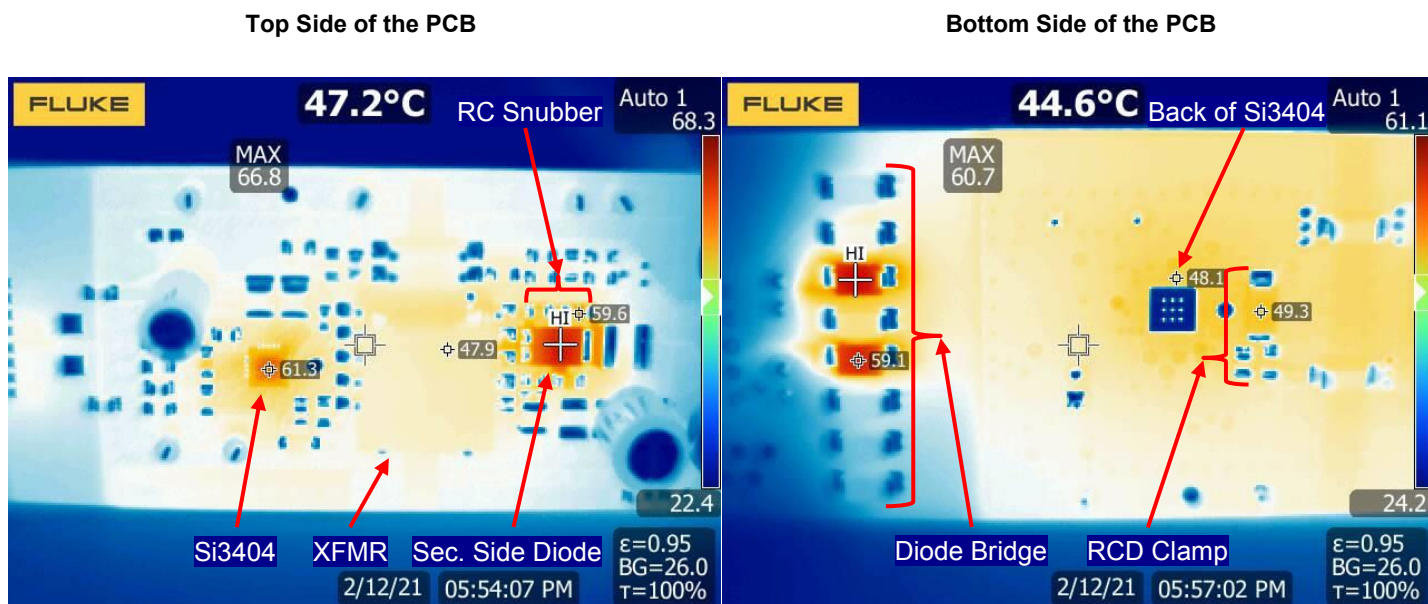 Top Side of the PCB
Bottom Side of the PCB
FLUKE
47.2°C
Auto 1
68.3
RC Snubber
MAX
66.8
HI
59.6
47.9
61.3
22.4
Si3404
XFMR
Sec. Side Diode
ε=0.95
BG=26.0
τ=100%
2/12/21
05:54:07 PM
FLUKE
44.6°C
Auto 1
61.1
Back of Si3404
MAX
60.7
HI
48.1
49.3
59.1
24.2
Diode Bridge
RCD Clamp
ε=0.95
BG=26.0
τ=100%
2/12/21
05:57:02 PM